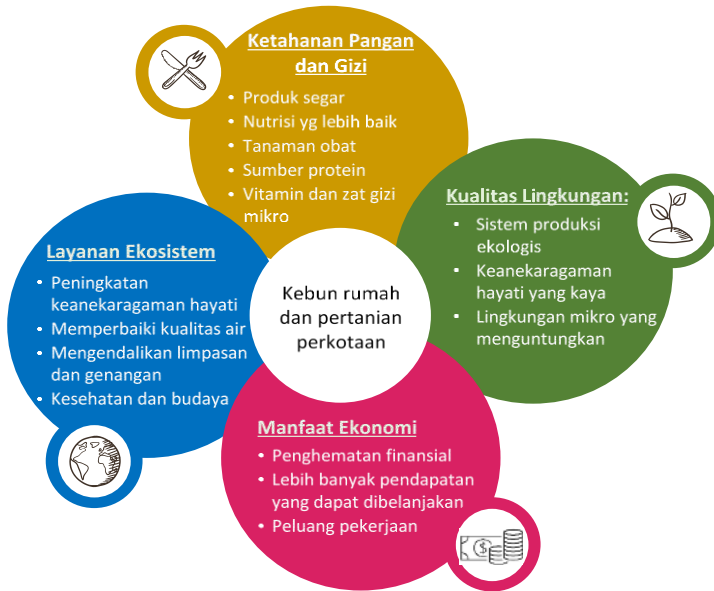 Ketahanan Pangan
dan Gizi
• Produk segar
• Nutrisi yg lebih baik
• Tanaman obat
• Sumber protein
• Vitamin dan zat gizi
mikro
Kualitas Lingkungan:
▪ Sistem produksi
ekologis
▪ Keanekaragaman
hayati yang kaya
▪ Lingkungan mikro yang
menguntungkan
Layanan Ekosistem
• Peningkatan
keanekaragaman hayati
• Memperbaiki kualitas air
• Mengendalikan limpasan
dan genangan
• Kesehatan dan budaya
Kebun rumah
dan pertanian
perkotaan
Manfaat Ekonomi
• Penghematan finansial
• Lebih banyak pendapatan
yang dapat dibelanjakan
• Peluang pekerjaan
$